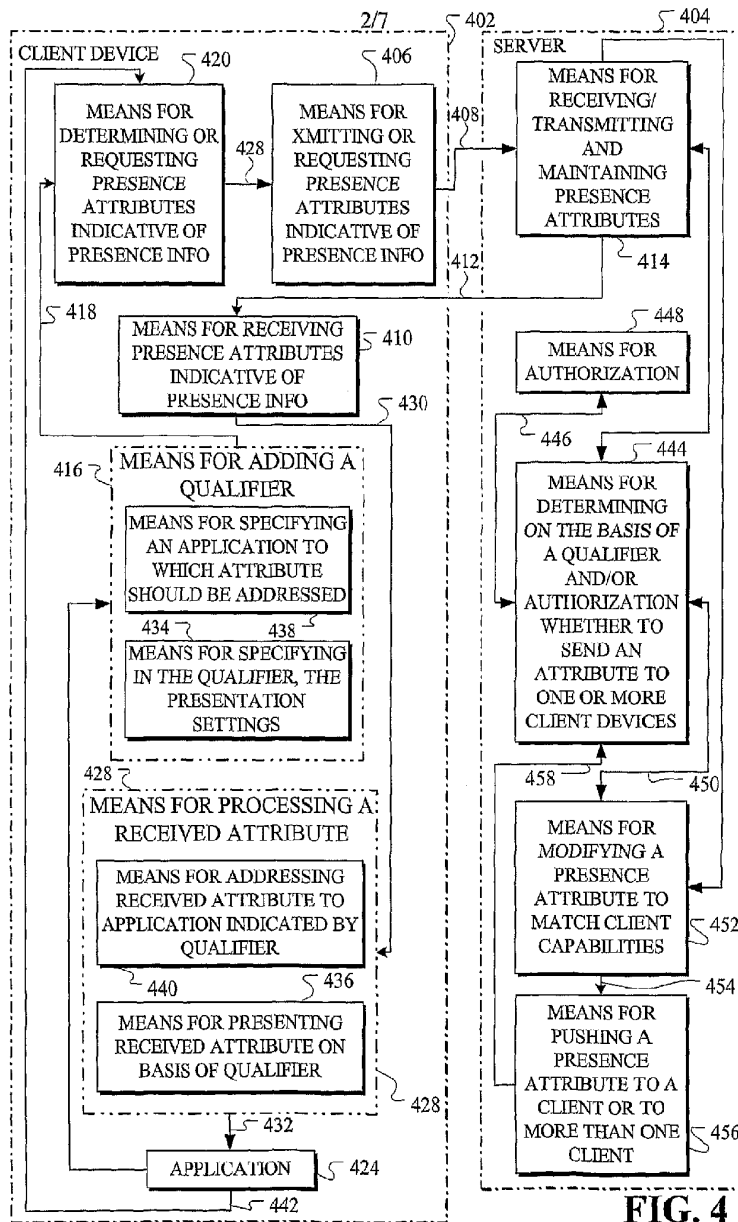 2/7
402
404
CLIENT DEVICE
420
406
MEANS FOR
DETERMINING OR
REQUESTING
PRESENCE
ATTRIBUTES
INDICATIVE OF
PRESENCE INFO
428
MEANS FOR
XMITTING OR
REQUESTING
PRESENCE
ATTRIBUTES
INDICATIVE OF
PRESENCE INFO
408
SERVER
MEANS FOR
RECEIVING/
TRANSMITTING
AND
MAINTAINING
PRESENCE
ATTRIBUTES
414
412
418
MEANS FOR RECEIVING
PRESENCE ATTRIBUTES
INDICATIVE OF
PRESENCE INFO
410
430
448
MEANS FOR
AUTHORIZATION
446
444
416
MEANS FOR ADDING A
QUALIFIER
MEANS FOR SPECIFYING
AN APPLICATION TO
WHICH ATTRIBUTE
SHOULD BE ADDRESSED
434
438
MEANS FOR SPECIFYING
IN THE QUALIFIER, THE
PRESENTATION
SETTINGS
MEANS FOR
DETERMINING
ON THE BASIS OF
A QUALIFIER
AND/OR
AUTHORIZATION
WHETHER TO
SEND AN
ATTRIBUTE TO
ONE OR MORE
CLIENT DEVICES
458
450
428
MEANS FOR PROCESSING A
RECEIVED ATTRIBUTE
MEANS FOR ADDRESSING
RECEIVED ATTRIBUTE TO
APPLICATION INDICATED BY
QUALIFIER
440
436
MEANS FOR PRESENTING
RECEIVED ATTRIBUTE ON
BASIS OF QUALIFIER
428
432
APPLICATION
424
442
MEANS FOR
MODIFYING A
PRESENCE
ATTRIBUTE TO
MATCH CLIENT
CAPABILITIES
452
454
MEANS FOR
PUSHING A
PRESENCE
ATTRIBUTE TO A
CLIENT OR TO
MORE THAN ONE
CLIENT
456
FIG. 4